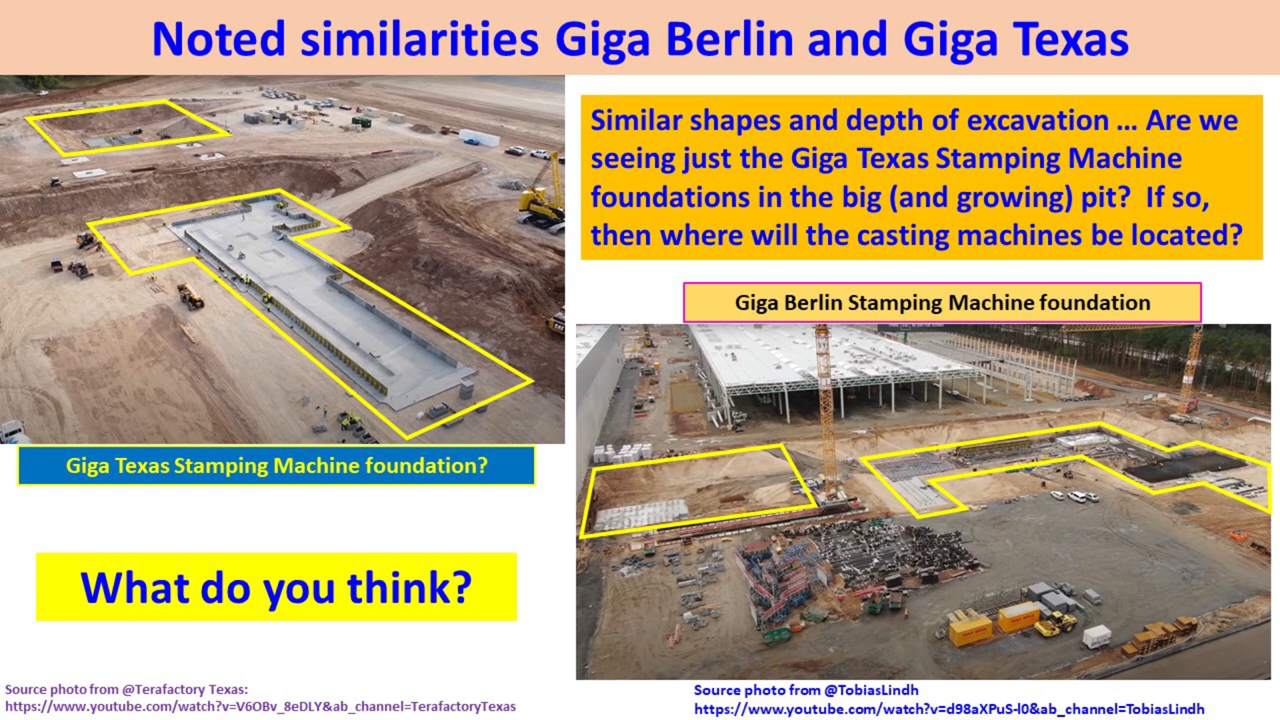 Noted similarities Giga Berlin and Giga Texas
Similar shapes and depth of excavation ... Are we
seeing just the Giga Texas Stamping Machine
foundations in the big (and growing) pit?  If so,
then where will the casting machines be located?
Giga Berlin Stamping Machine foundation
Giga Texas Stamping Machine foundation?
What do you think?
Source photo from @Terafactory Texas:
https://www.youtube.com/watch?v=V6OBv_8eDLY&ab_channel=TerafactoryTexas
Source photo from @TobiasLindh
https://www.youtube.com/watch?v=d98aXPuS-l0&ab_channel=TobiasLindh